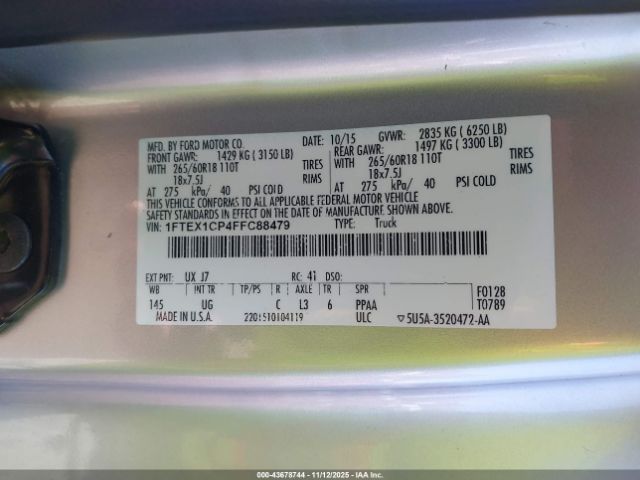 MFD. BY FORD MOTOR CO. DATE: 10/15 GVWR: 2835 KG ( 6250 LB)
FRONT GAWR: 1429 KG ( 3150 LB) REAR GAWR: 1497 KG ( 3300 LB)
WITH 265/60R18 110T TIRES WITH 265/60R18 110T TIRES
18x7.5J RIMS 18x7.5J RIMS
AT 275 kPa/ 40 PSI COLD AT 275 kPa/ 40 PSI COLD
THIS VEHICLE CONFORMS TO ALL APPLICABLE FEDERAL MOTOR VEHICLE
SAFETY STANDARDS IN EFFECT ON THE DATE OF MANUFACTURE SHOWN ABOVE.
VIN: 1FTEX1CP4FFC88479 TYPE: Truck
EXT PNT: UX J7 RC: 41 DSO:
WB INT TR TP/PS R AXLE TR SPR F0128
145 UG C L3 6 PPAA T0789
MADE IN U.S.A. 2201510104119 ULC ▽5U5A-3520472-AA
000-43678744 - 11/12/2025 - IAAI.COM